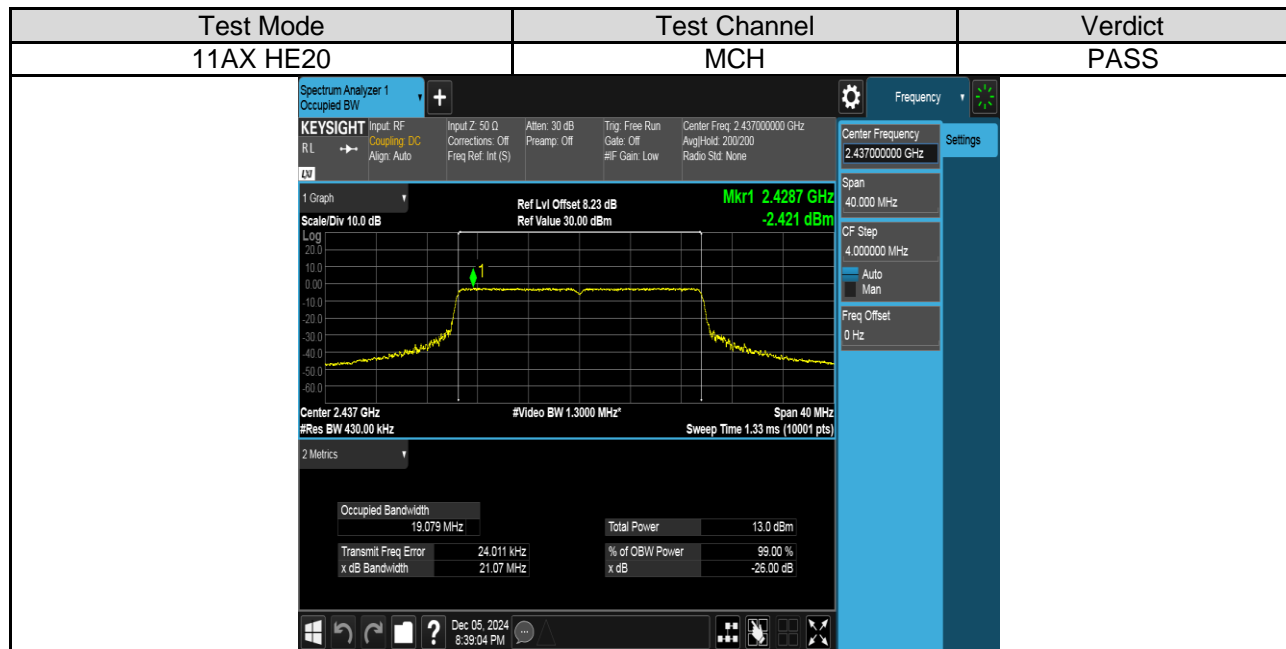 Test Mode Test Channel Verdict
11AX HE20 MCH PASS
Spectrum Analyzer 1
Occupied BW
+
Frequency
KEYSIGHT
RL
LXI
Input: RF
Coupling: DC
Align: Auto
Input Z: 50 Ω
Corrections: Off
Freq Ref: Int (S)
Atten: 30 dB
Preamp: Off
Trig: Free Run
Gate: Off
#IF Gain: Low
Center Freq: 2.437000000 GHz
Avg|Hold: 200/200
Radio Std: None
Center Frequency
2.437000000 GHz
Settings
Span
40.000 MHz
CF Step
4.000000 MHz
Auto
Man
Freq Offset
0 Hz
1 Graph
Scale/Div 10.0 dB
Ref Lvl Offset 8.23 dB
Ref Value 30.00 dBm
Mkr1 2.4287 GHz
-2.421 dBm
Log
20.0
10.0
0.00
-10.0
-20.0
-30.0
-40.0
-50.0
-60.0
1
Center 2.437 GHz #Video BW 1.3000 MHz* Span 40 MHz
#Res BW 430.00 kHz Sweep Time 1.33 ms (10001 pts)
2 Metrics
Occupied Bandwidth
19.079 MHz Total Power 13.0 dBm
Transmit Freq Error 24.011 kHz % of OBW Power 99.00 %
x dB Bandwidth 21.07 MHz x dB -26.00 dB
?
Dec 05, 2024
8:39:04 PM